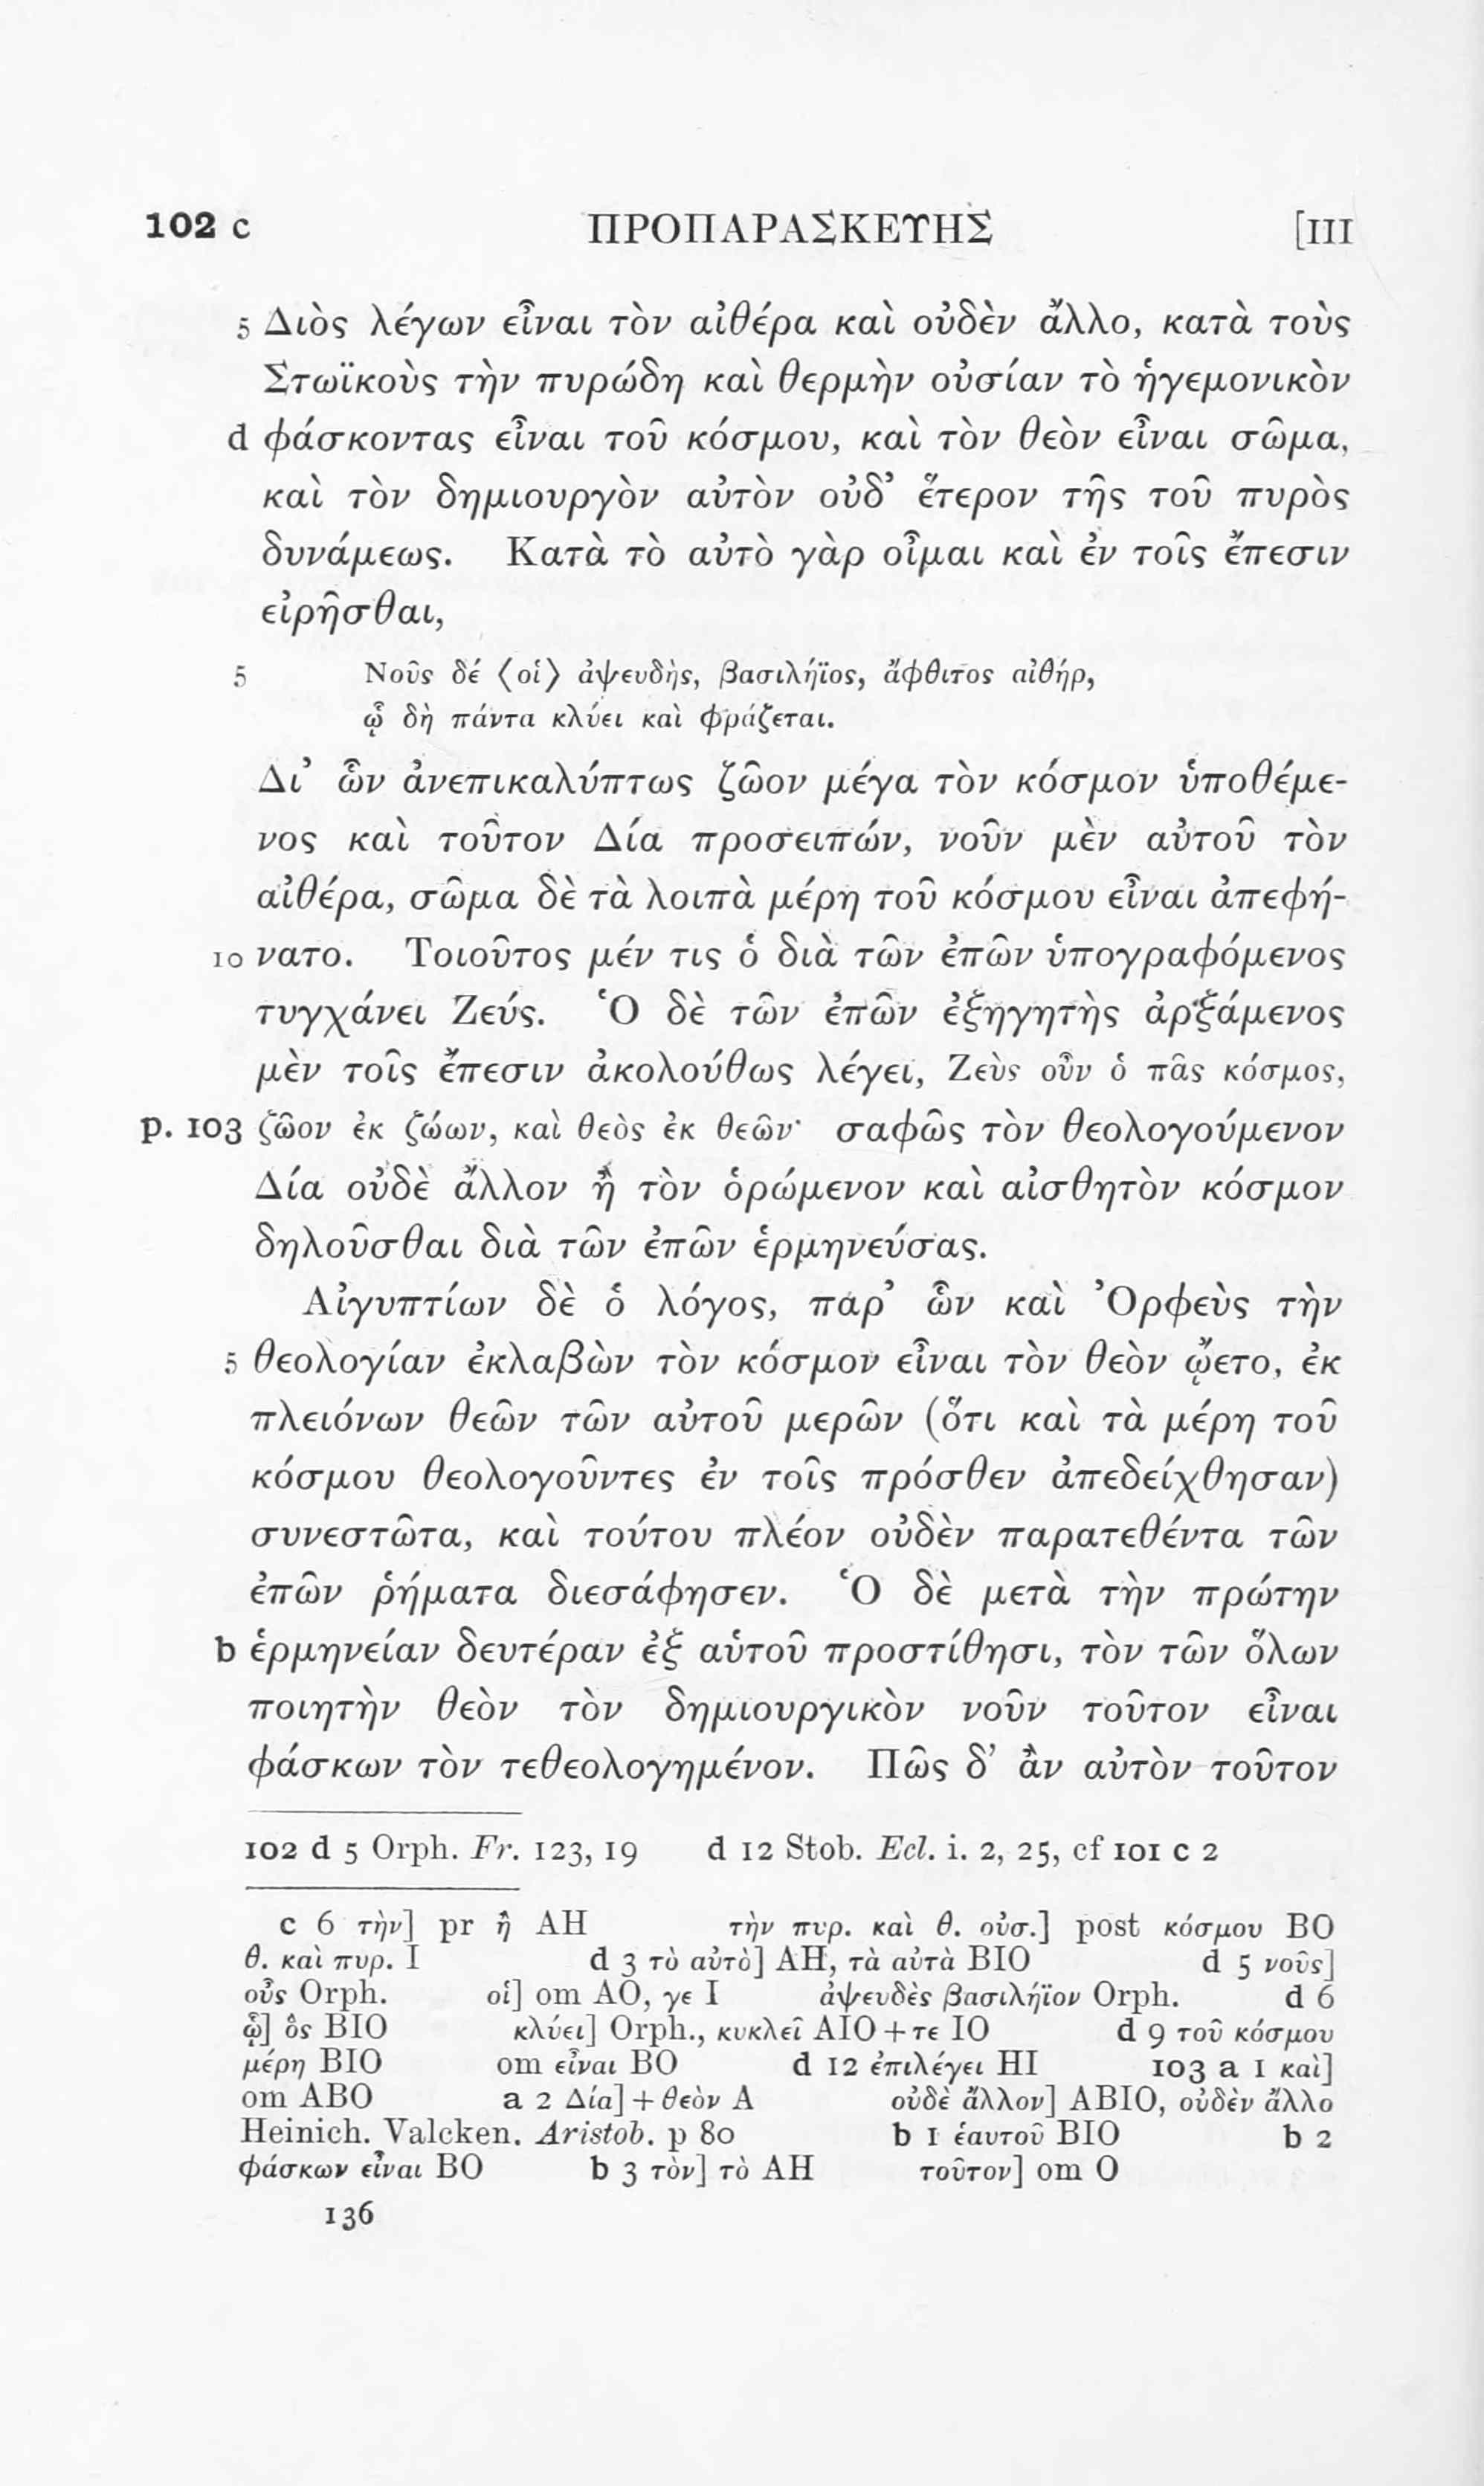 102 c ΠΡΟΠΑΡΑΣΚΕΥΗΣ [III
5 Διὸς λέγων εἶναι τὸν αἰθέρα καὶ οὐδὲν ἄλλο, κατὰ τοὺς
Στωϊκοὺς τὴν πυρώδη καὶ θερμὴν οὐσίαν τὸ ἡγεμονικὸν
d φάσκοντας εἶναι τοῦ κόσμου, καὶ τὸν θεὸν εἶναι σῶμα,
καὶ τὸν δημιουργὸν αὐτὸν οὐδ’ ἕτερον τῆς τοῦ πυρὸς
δυνάμεως. Κατὰ τὸ αὐτὸ γὰρ οἶμαι καὶ ἐν τοῖς ἔπεσιν
εἰρῆσθαι,
5 Νοῦς δέ ⟨οἱ⟩ ἀψευδὴς, βασιλήϊος, ἄφθιτος αἰθήρ,
ᾧ δὴ πάντα κλύει καὶ φράζεται.
Δι’ ὧν ἀνεπικαλύπτως ζῶον μέγα τὸν κόσμον ὑποθέμε-
νος καὶ τοῦτον Δία προσειπών, νοῦν μὲν αὐτοῦ τὸν
αἰθέρα, σῶμα δὲ τὰ λοιπὰ μέρη τοῦ κόσμου εἶναι ἀπεφή-
10 νατο. Τοιοῦτος μέν τις ὁ διὰ τῶν ἐπῶν ὑπογραφόμενος
τυγχάνει Ζεύς. Ὁ δὲ τῶν ἐπῶν ἐξηγητὴς ἀρξάμενος
μὲν τοῖς ἔπεσιν ἀκολούθως λέγει, Ζεὺς οὖν ὁ πᾶς κόσμος,
p. 103 ζῶον ἐκ ζώων, καὶ θεὸς ἐκ θεῶν· σαφῶς τὸν θεολογούμενον
Δία οὐδὲ ἄλλον ἢ τὸν ὁρώμενον καὶ αἰσθητὸν κόσμον
δηλοῦσθαι διὰ τῶν ἐπῶν ἑρμηνεύσας.
Αἰγυπτίων δὲ ὁ λόγος, παρ’ ὧν καὶ Ὀρφεὺς τὴν
5 θεολογίαν ἐκλαβὼν τὸν κόσμον εἶναι τὸν θεὸν ᾤετο, ἐκ
πλειόνων θεῶν τῶν αὐτοῦ μερῶν (ὅτι καὶ τὰ μέρη τοῦ
κόσμου θεολογοῦντες ἐν τοῖς πρόσθεν ἀπεδείχθησαν)
συνεστῶτα, καὶ τούτου πλέον οὐδὲν παρατεθέντα τῶν
ἐπῶν ῥήματα διεσάφησεν. Ὁ δὲ μετὰ τὴν πρώτην
b ἑρμηνείαν δευτέραν ἐξ αὑτοῦ προστίθησι, τὸν τῶν ὅλων
ποιητὴν θεὸν τὸν δημιουργικὸν νοῦν τοῦτον εἶναι
φάσκων τὸν τεθεολογημένον. Πῶς δ’ ἂν αὐτὸν τοῦτον
102 d 5 Orph. Fr. 123, 19 d 12 Stob. Ecl. i. 2, 25, cf 101 c 2
c 6 τὴν] pr ἢ AH τὴν πυρ. καὶ θ. οὐσ.] post κόσμου BO
θ. καὶ πυρ. I d 3 τὸ αὐτὸ] AH, τὰ αὐτὰ BIO d 5 νοῦς]
οὖς Orph. οἱ] om AO, γε I ἀψευδὲς βασιλήϊον Orph. d 6
ᾧ] ὃς BIO κλύει] Orph., κυκλεῖ AIO + τε IO d 9 τοῦ κόσμου
μέρη BIO om εἶναι BO d 12 ἐπιλέγει HI 103 a 1 καὶ]
om ABO a 2 Δία] + θεὸν A οὐδὲ ἄλλον] ABIO, οὐδὲν ἄλλο
Heinich. Valcken. Aristob. p 80 b 1 ἑαυτοῦ BIO b 2
φάσκων εἶναι BO b 3 τὸν] τὸ AH τοῦτον] om O
136